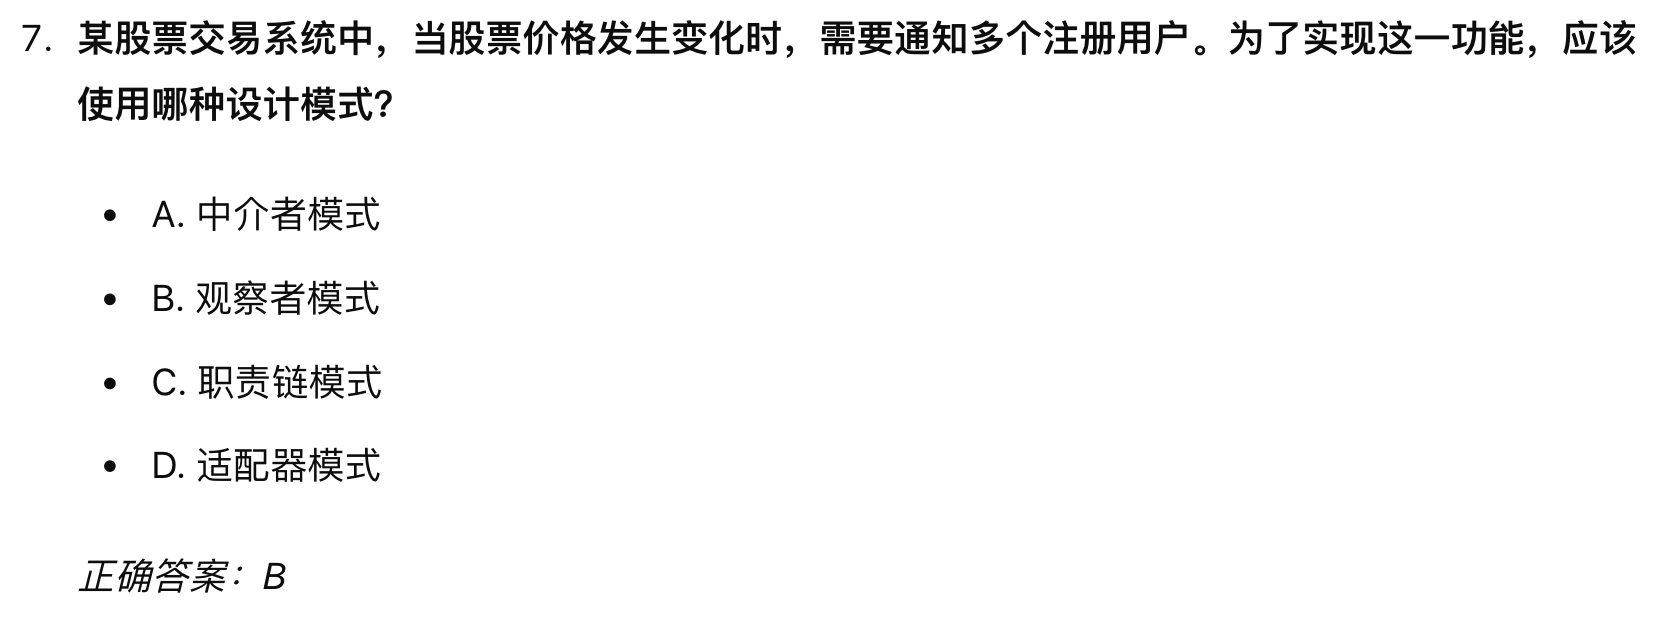 7. 某股票交易系统中，当股票价格发生变化时，需要通知多个注册用户。为了实现这一功能，应该
使用哪种设计模式?
• A. 中介者模式
• B. 观察者模式
• C. 职责链模式
• D. 适配器模式
正确答案：B